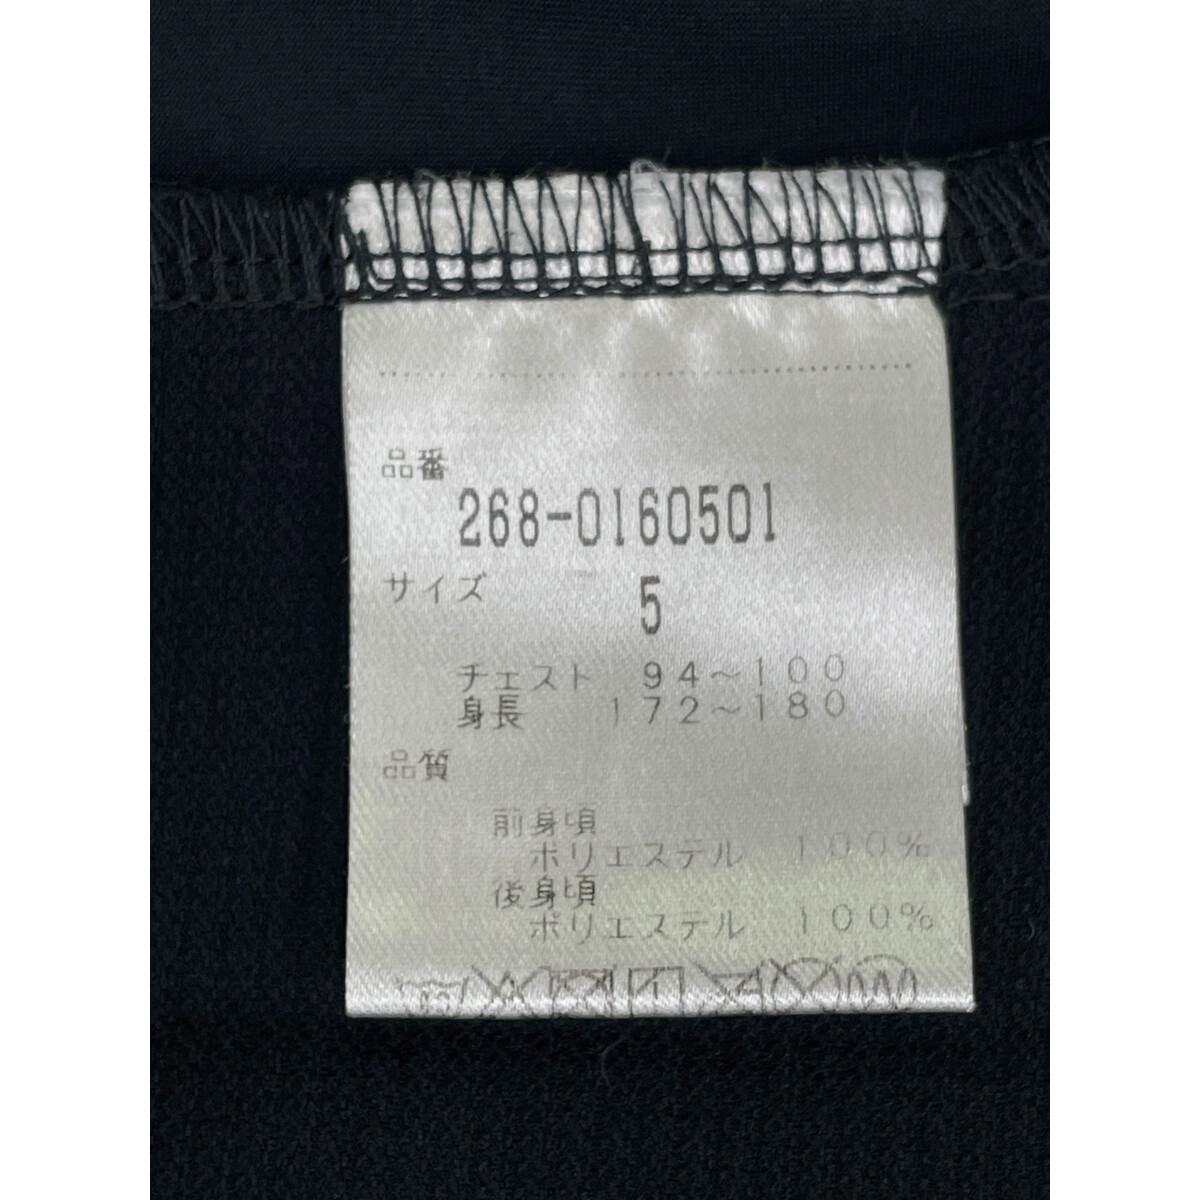 品番
268-0160501
サイズ 5
チェスト 94～100
身長 172～180
品質
前身頃
ポリエステル 100%
後身頃
ポリエステル 100%